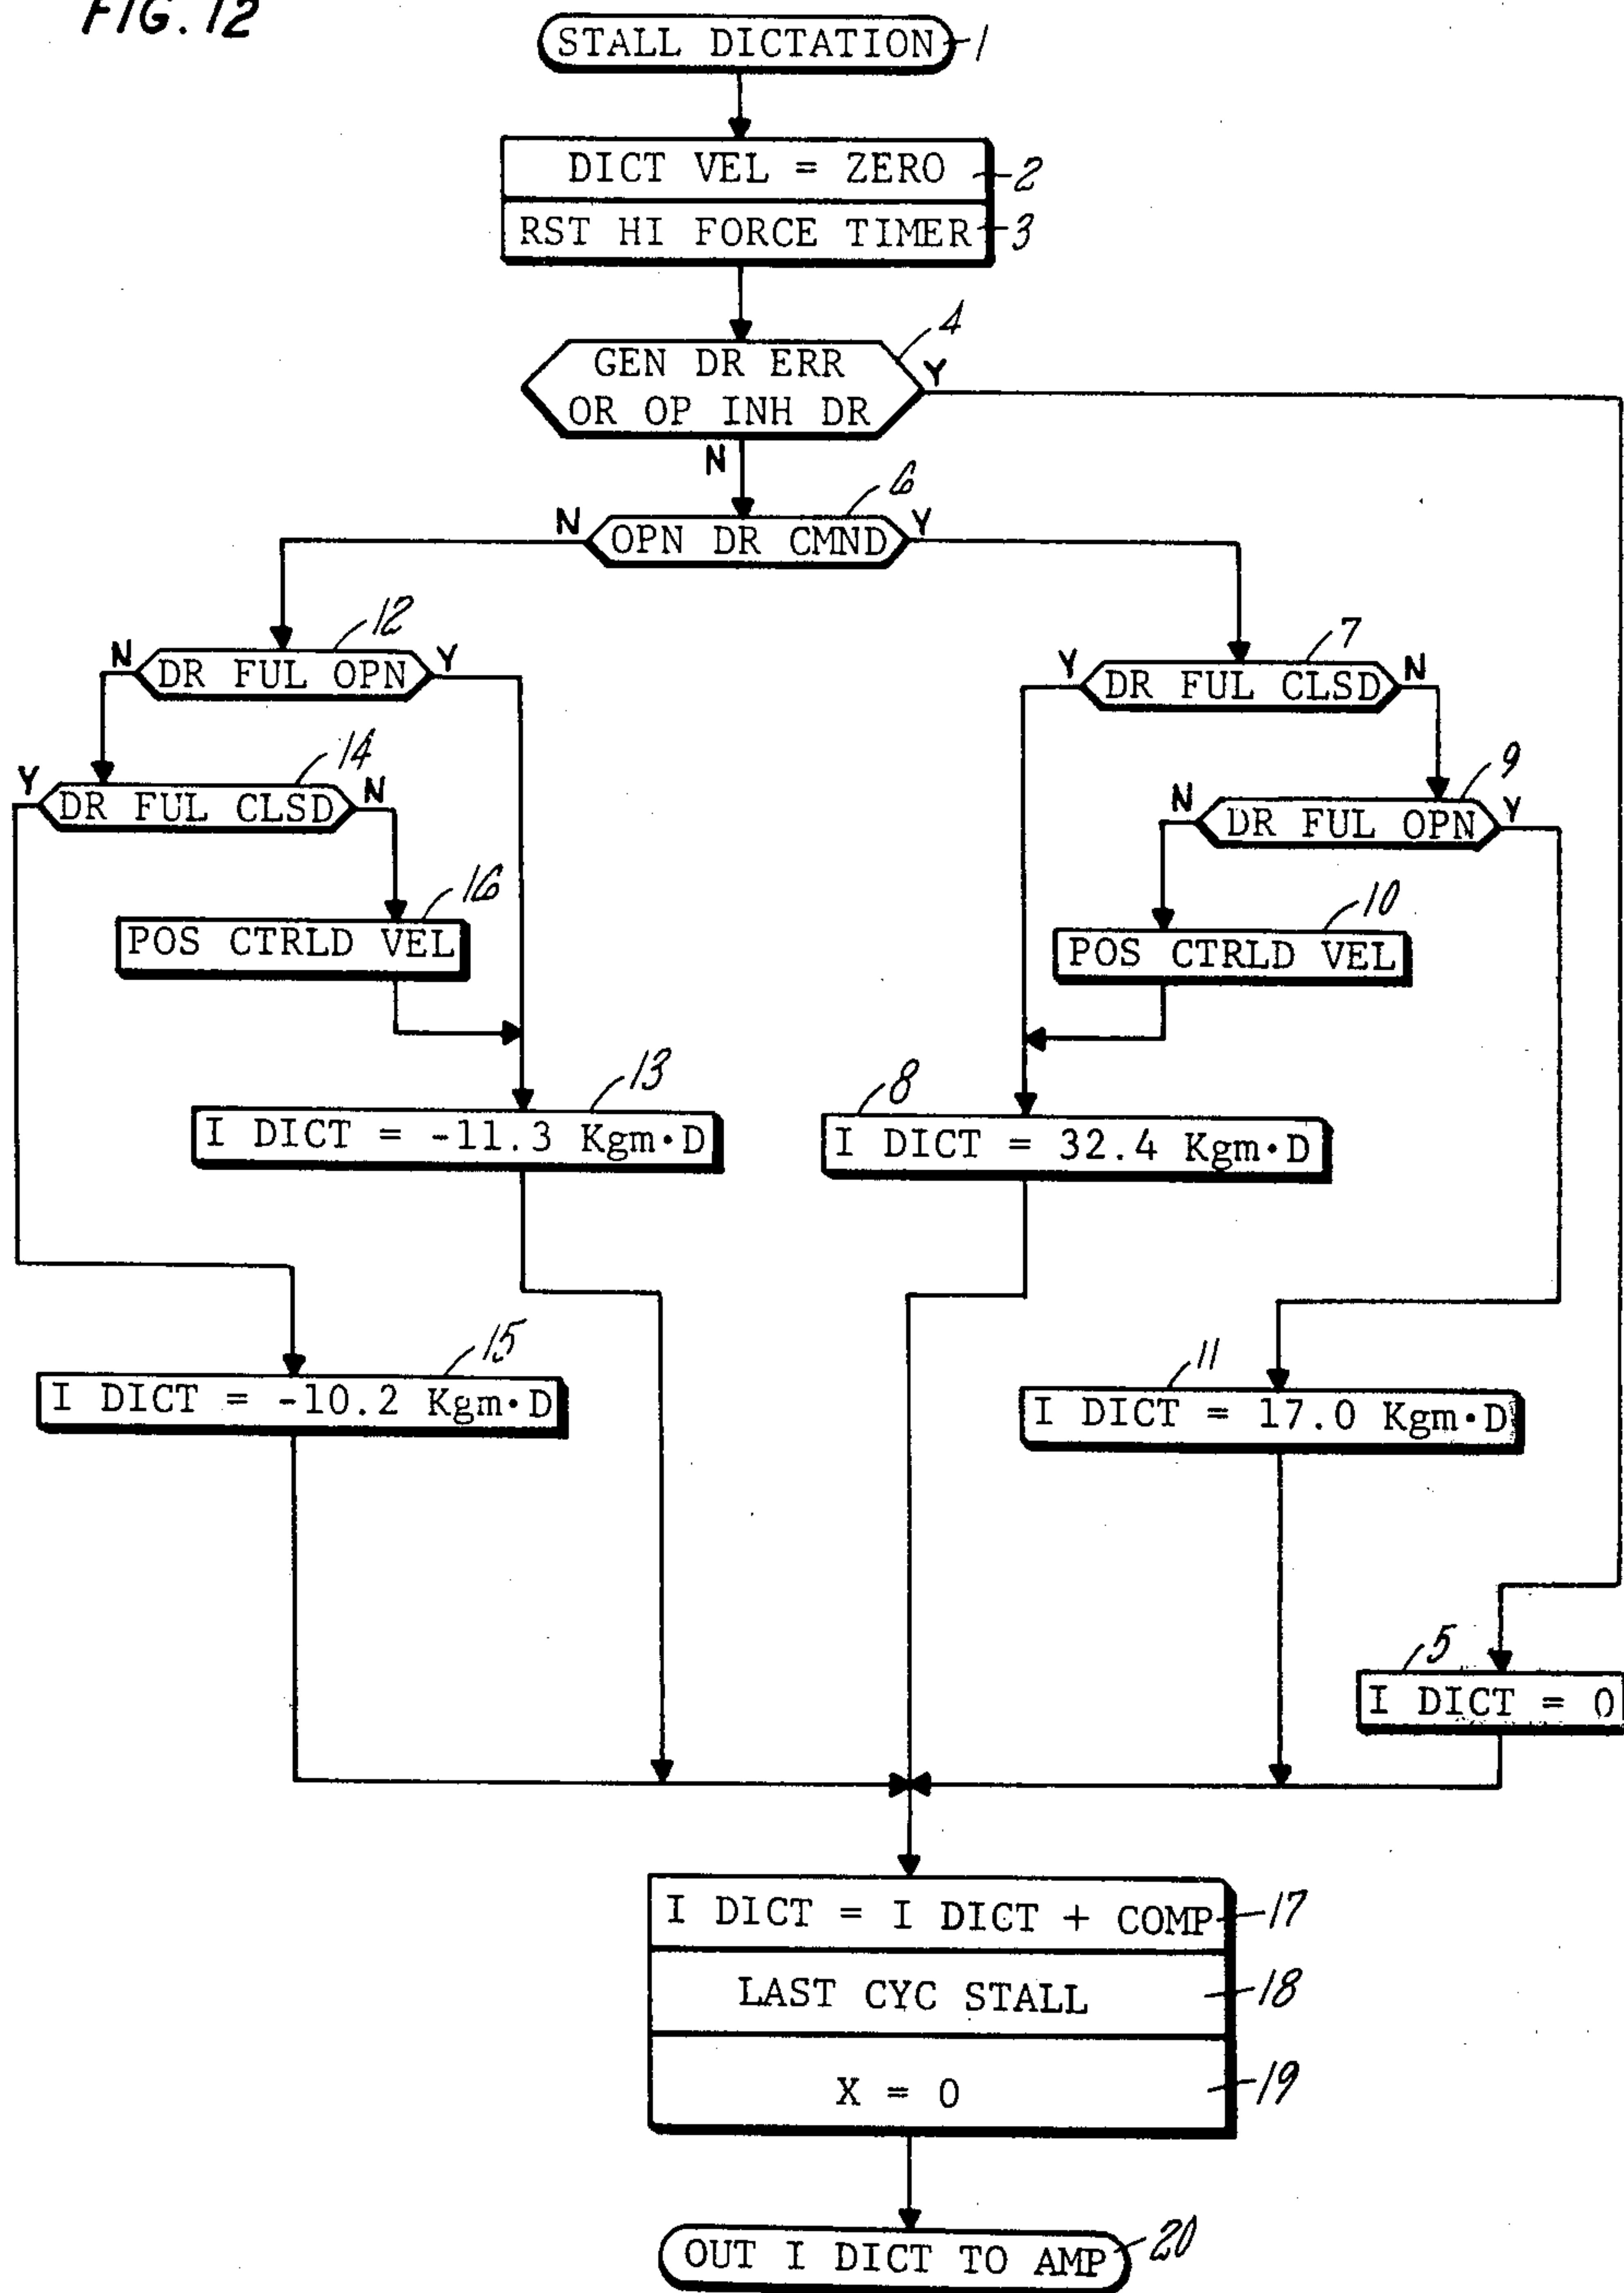 FIG. 12
STALL DICTATION 1
DICT VEL = ZERO 2
RST HI FORCE TIMER 3
4
GEN DR ERR
OR OP INH DR
Y
N
6
N OPN DR CMND Y
12
N DR FUL OPN Y
7
Y DR FUL CLSD N
14
Y DR FUL CLSD N
9
N DR FUL OPN Y
16
POS CTRLD VEL
10
POS CTRLD VEL
13
I DICT = -11.3 Kgm·D
8
I DICT = 32.4 Kgm·D
15
I DICT = -10.2 Kgm·D
11
I DICT = 17.0 Kgm·D
5
I DICT = 0
I DICT = I DICT + COMP 17
LAST CYC STALL 18
X = 0 19
OUT I DICT TO AMP 20